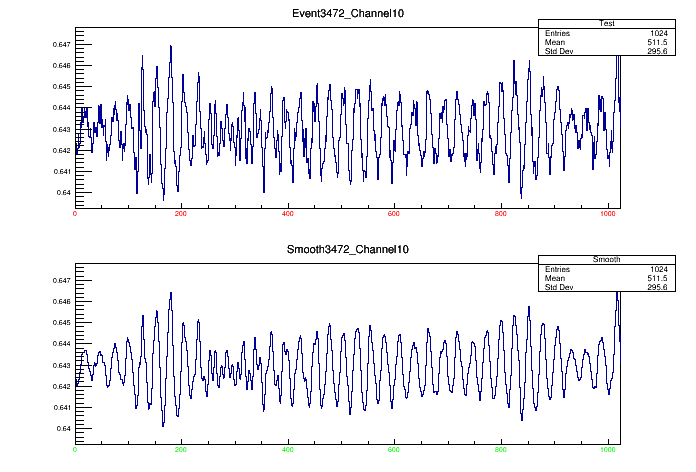 Event3472_Channel10
Test
Entries 1024
Mean 511.5
Std Dev 295.6
0.647
0.646
0.645
0.644
0.643
0.642
0.641
0.64
0 200 400 600 800 1000
Smooth3472_Channel10
Smooth
Entries 1024
Mean 511.5
Std Dev 295.6
0.647
0.646
0.645
0.644
0.643
0.642
0.641
0.64
0 200 400 600 800 1000